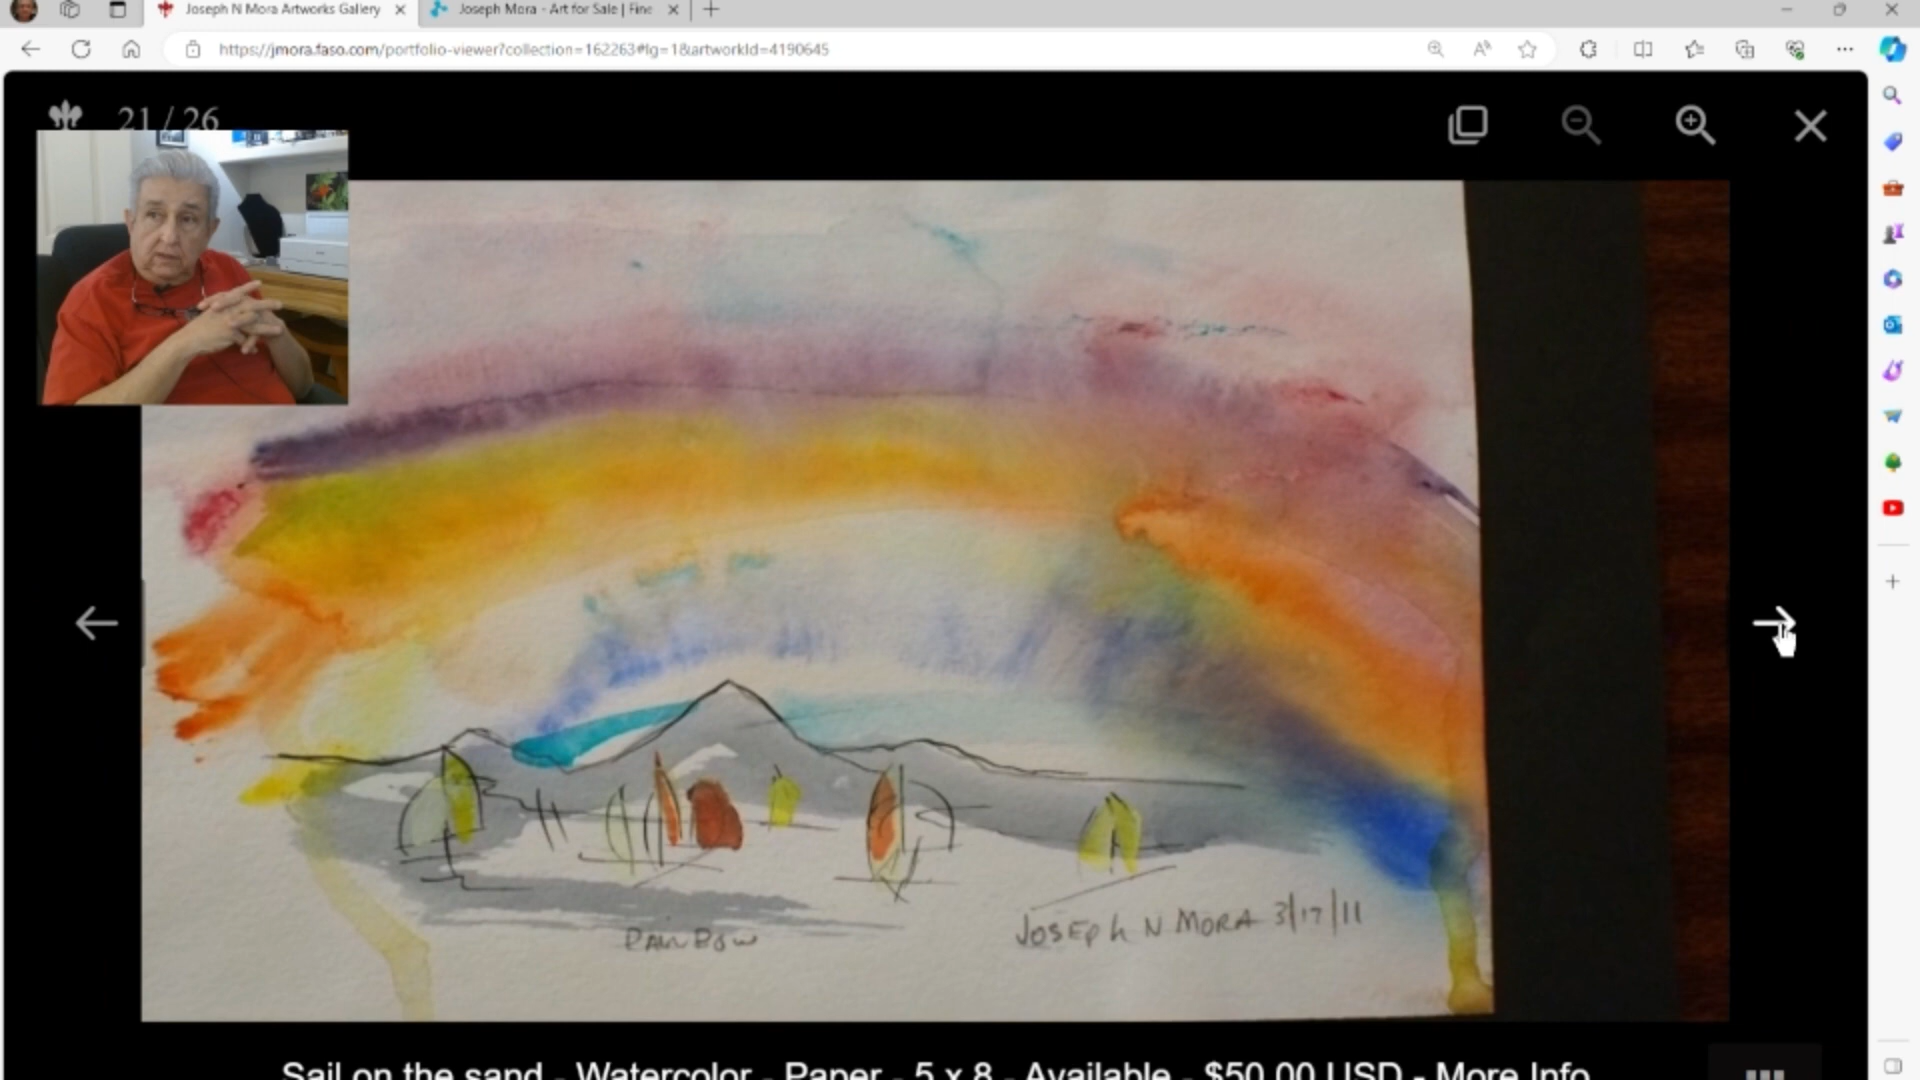 Joseph N Mora Artworks Gallery
Joseph Mora - Art for Sale | Fine
https://jmora.faso.com/portfolio-viewer?collection=162263#lg=1&artworkId=4190645
21 / 26
RAINBOW
JOSEPH N MORA 3/17/11
Sail on the sand - Watercolor - Paper - 5 x 8 - Available - $50.00 USD - More Info